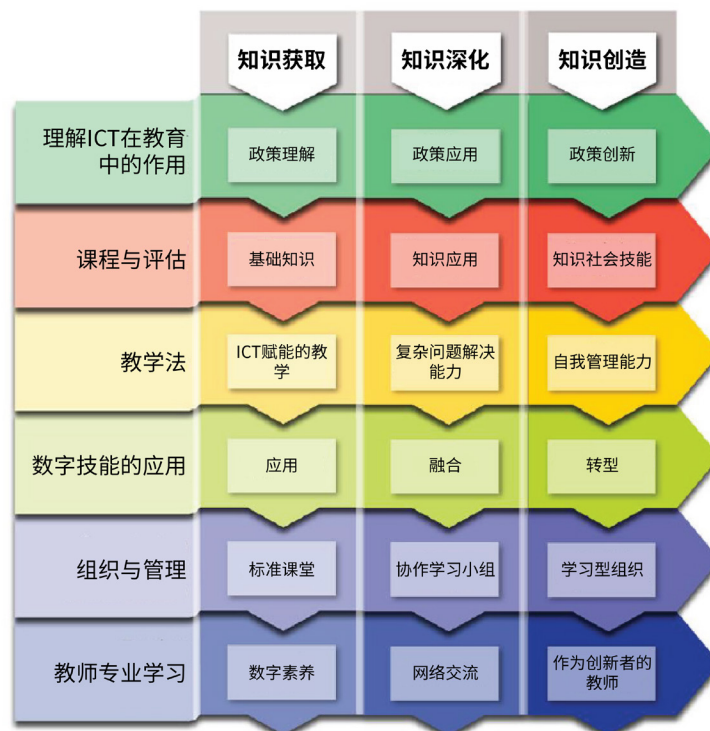 知识获取
知识深化
知识创造
理解ICT在教育
中的作用
政策理解
政策应用
政策创新
课程与评估
基础知识
知识应用
知识社会技能
教学法
ICT赋能的教
学
复杂问题解决
能力
自我管理能力
数字技能的应用
应用
融合
转型
组织与管理
标准课堂
协作学习小组
学习型组织
教师专业学习
数字素养
网络交流
作为创新者的
教师